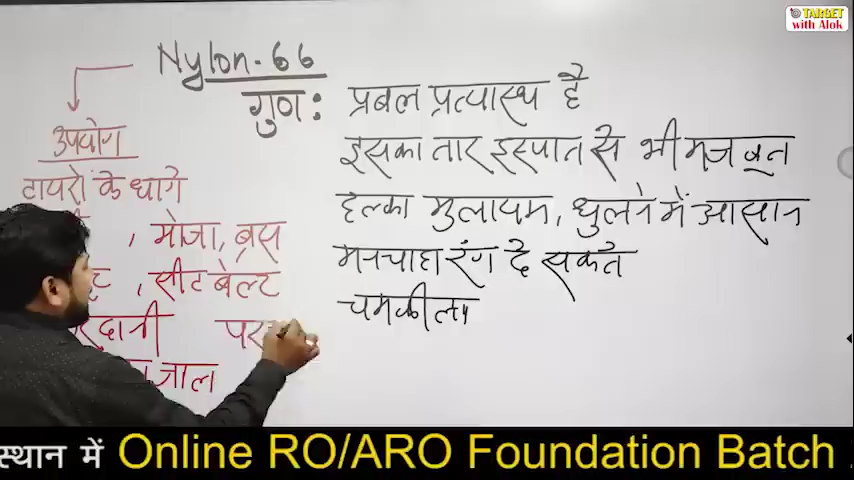 TARGET
with Alok
Nylon-66
गुण: प्रबल प्रत्यास्थ है
इसका तार इस्पात से भी मजबूत
हल्का मुलायम, धुलने में आसान
मनचाहा रंग दे सकते
चमकीला
उपयोग
टायरों के धागे
, मोजा, ब्रस
, सीट बेल्ट
दानी पर
जाल
स्थान में Online RO/ARO Foundation Batch